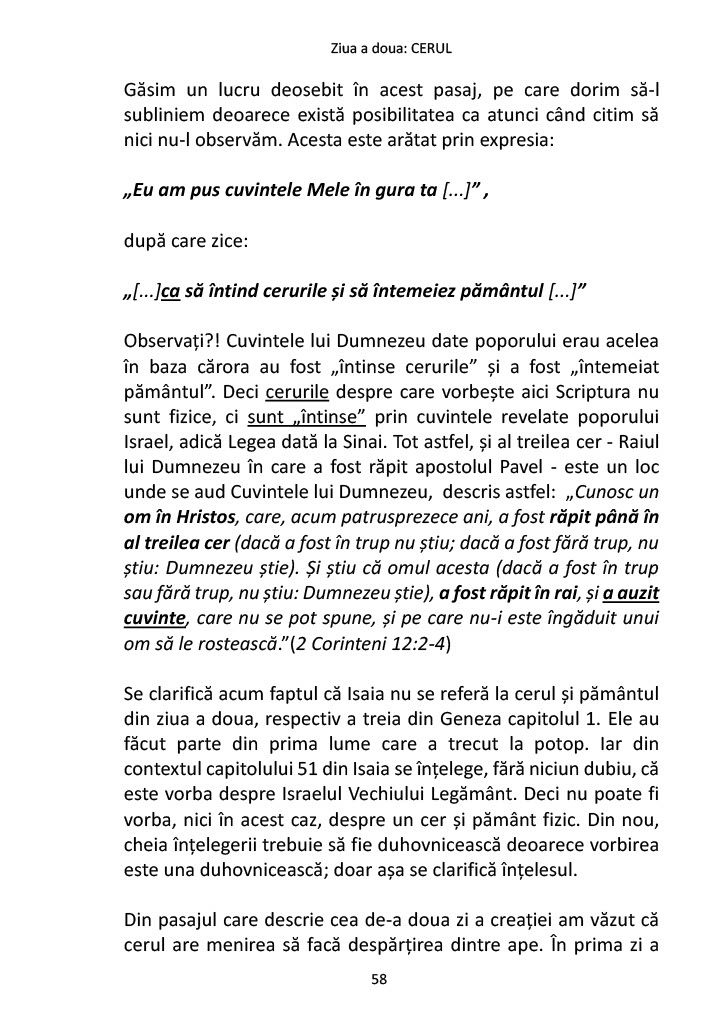 Ziua a doua: CERUL
Găsim un lucru deosebit în acest pasaj, pe care dorim să-l
subliniem deoarece există posibilitatea ca atunci când citim să
nici nu-l observăm. Acesta este arătat prin expresia:
„Eu am pus cuvintele Mele în gura ta [...]” ,
după care zice:
„[...]ca să întind cerurile și să întemeiez pământul [...]”
Observați?! Cuvintele lui Dumnezeu date poporului erau acelea
în baza cărora au fost „întinse cerurile” și a fost „întemeiat
pământul”. Deci cerurile despre care vorbește aici Scriptura nu
sunt fizice, ci sunt „întinse” prin cuvintele revelate poporului
Israel, adică Legea dată la Sinai. Tot astfel, și al treilea cer - Raiul
lui Dumnezeu în care a fost răpit apostolul Pavel - este un loc
unde se aud Cuvintele lui Dumnezeu, descris astfel: „Cunosc un
om în Hristos, care, acum patrusprezece ani, a fost răpit până în
al treilea cer (dacă a fost în trup nu știu; dacă a fost fără trup, nu
știu: Dumnezeu știe). Și știu că omul acesta (dacă a fost în trup
sau fără trup, nu știu: Dumnezeu știe), a fost răpit în rai, și a auzit
cuvinte, care nu se pot spune, și pe care nu-i este îngăduit unui
om să le rostească.”(2 Corinteni 12:2-4)
Se clarifică acum faptul că Isaia nu se referă la cerul și pământul
din ziua a doua, respectiv a treia din Geneza capitolul 1. Ele au
făcut parte din prima lume care a trecut la potop. Iar din
contextul capitolului 51 din Isaia se înțelege, fără niciun dubiu, că
este vorba despre Israelul Vechiului Legământ. Deci nu poate fi
vorba, nici în acest caz, despre un cer și pământ fizic. Din nou,
cheia înțelegerii trebuie să fie duhovnicească deoarece vorbirea
este una duhovnicească; doar așa se clarifică înțelesul.
Din pasajul care descrie cea de-a doua zi a creației am văzut că
cerul are menirea să facă despărțirea dintre ape. În prima zi a
58